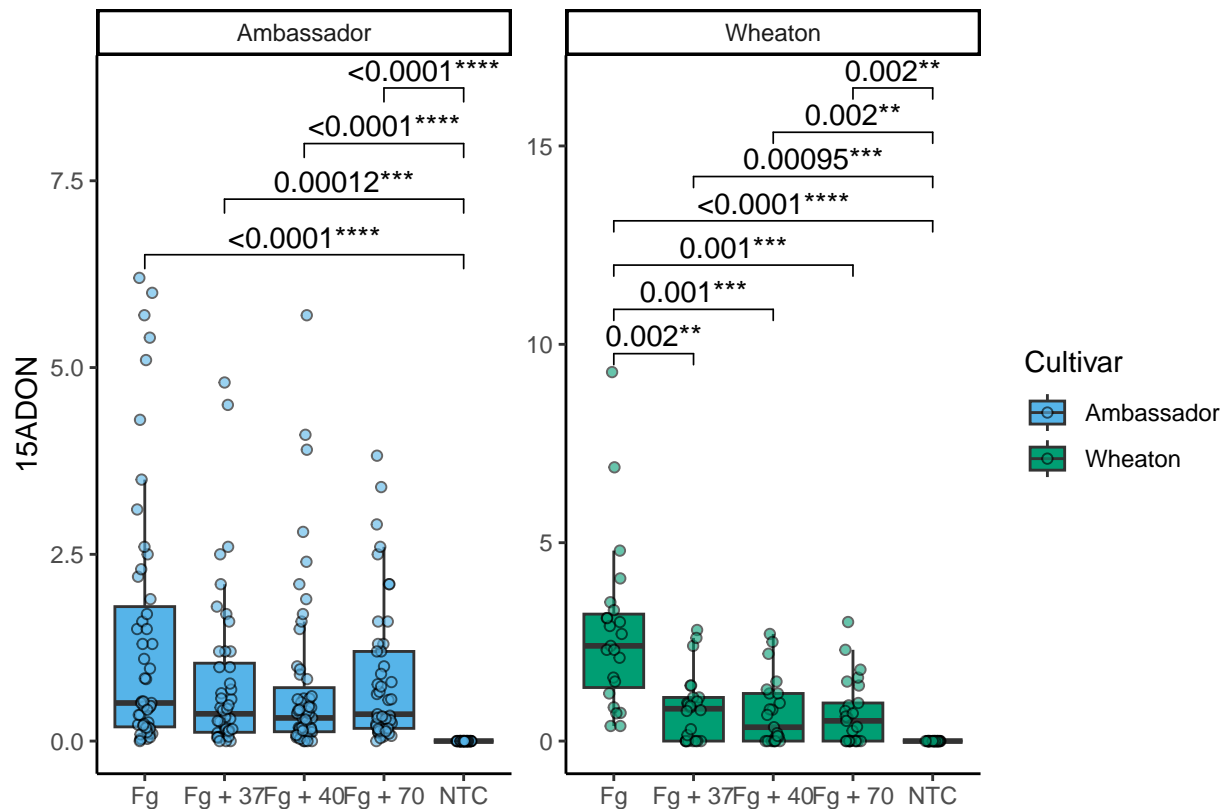 Ambassador
Wheaton
<0.0001****
<0.0001****
0.00012***
<0.0001****
0.002**
0.002**
0.00095***
<0.0001****
0.001***
0.001***
0.002**
15ADON
7.5
5.0
2.5
0.0
15
10
5
0
Fg
Fg + 37
Fg + 40
Fg + 70
NTC
Fg
Fg + 37
Fg + 40
Fg + 70
NTC
Cultivar
Ambassador
Wheaton